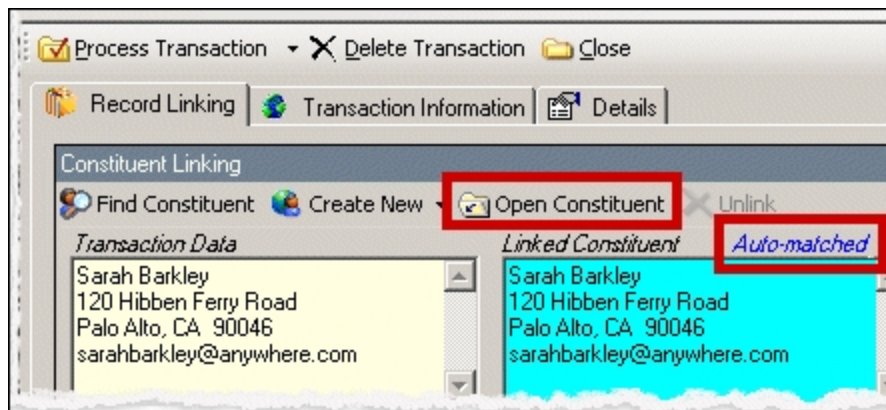 Process Transaction Delete Transaction Close
Record Linking Transaction Information Details
Constituent Linking
Find Constituent Create New Open Constituent Unlink
Transaction Data Linked Constituent Auto-matched
Sarah Barkley Sarah Barkley
120 Hibben Ferry Road 120 Hibben Ferry Road
Palo Alto, CA 90046 Palo Alto, CA 90046
sarahbarkley@anywhere.com sarahbarkley@anywhere.com